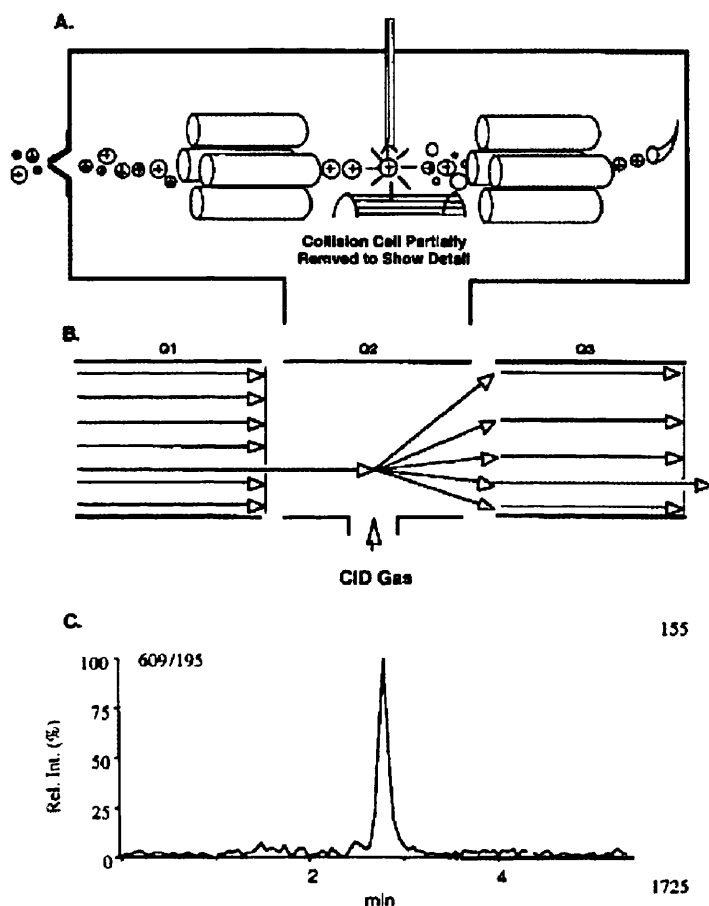 A.
Collision Cell Partially
Removed to Show Detail
B.
Q1 Q2 Q3
CID Gas
C.
155
100 609/195
75
50
25
0
Rel. Int. (%)
2 4
min
1725